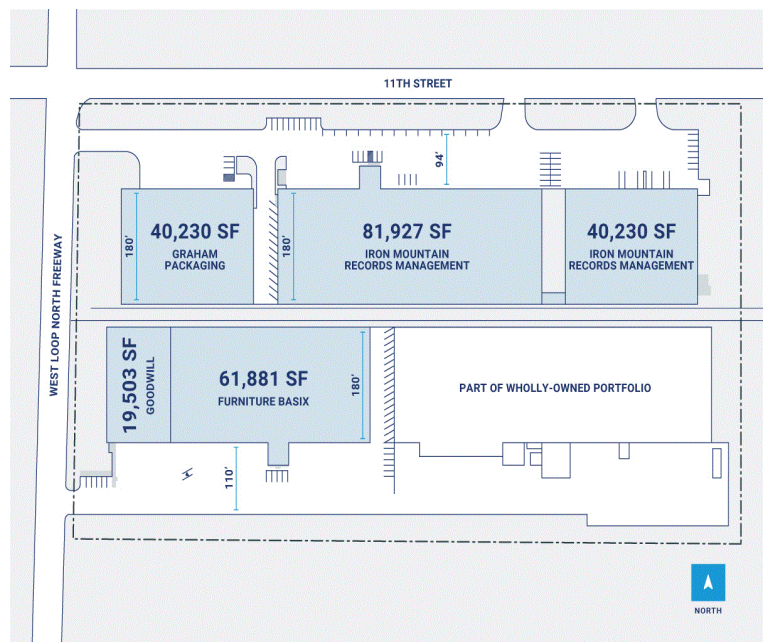 11TH STREET
94'
40,230 SF
GRAHAM
PACKAGING
180'
81,927 SF
IRON MOUNTAIN
RECORDS MANAGEMENT
180'
40,230 SF
IRON MOUNTAIN
RECORDS MANAGEMENT
WEST LOOP NORTH FREEWAY
19,503 SF
GOODWILL
61,881 SF
FURNITURE BASIX
180'
PART OF WHOLLY-OWNED PORTFOLIO
110'
NORTH